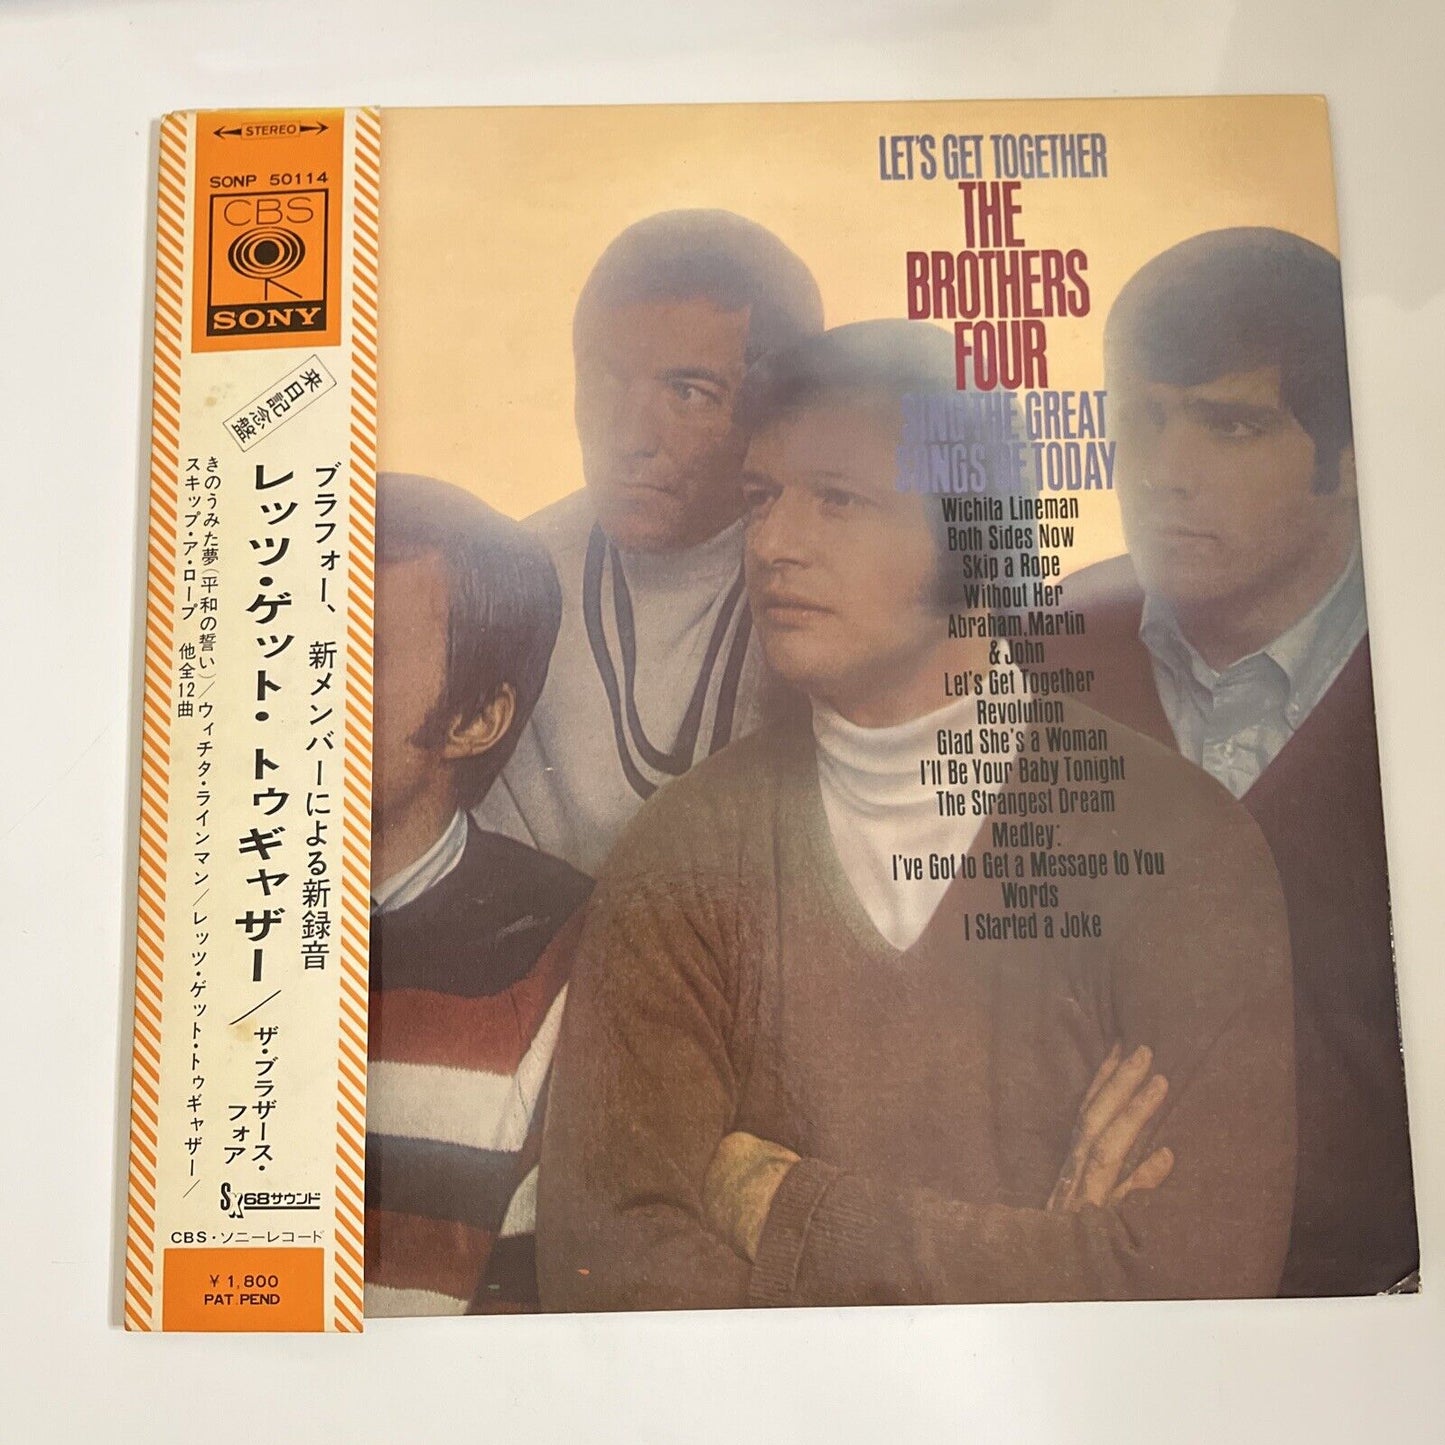 STEREO
SONP 50114
CBS
SONY
来日記念盤
ブラフォー、新メンバーによる新録音
レッツ・ゲット・トゥギャザー／ザ・ブラザース・
フォア
きのうみた夢(平和の誓い)／ウィチタ・ラインマン／レッツ・ゲット・トゥギャザー／
スキップ・ア・ロープ 他全12曲
SX68サウンド
CBS・ソニーレコード
¥1,800
PAT.PEND
LET'S GET TOGETHER
THE
BROTHERS
FOUR
SING THE GREAT
SONGS OF TODAY
Wichita Lineman
Both Sides Now
Skip a Rope
Without Her
Abraham, Martin
& John
Let's Get Together
Revolution
Glad She's a Woman
I'll Be Your Baby Tonight
The Strangest Dream
Medley:
I've Got to Get a Message to You
Words
I Started a Joke